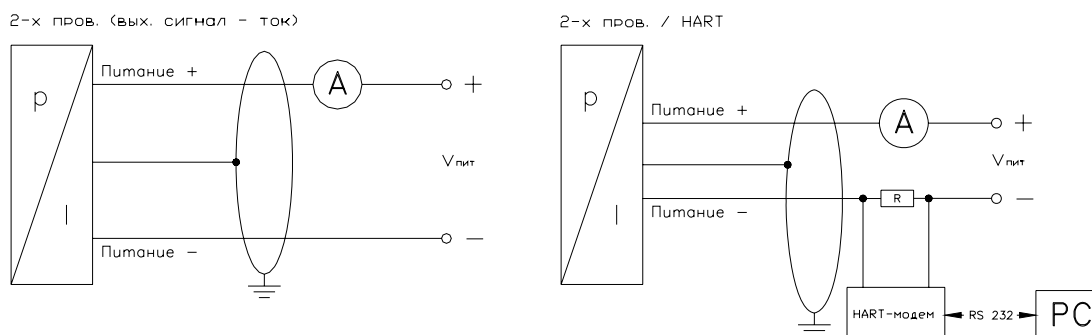 2-х пров. (вых. сигнал - ток)
p
I
Питание +
A
+
Vпит
Питание -
-
2-х пров. / HART
p
I
Питание +
A
+
Vпит
Питание -
R
-
HART-модем
RS 232
PC